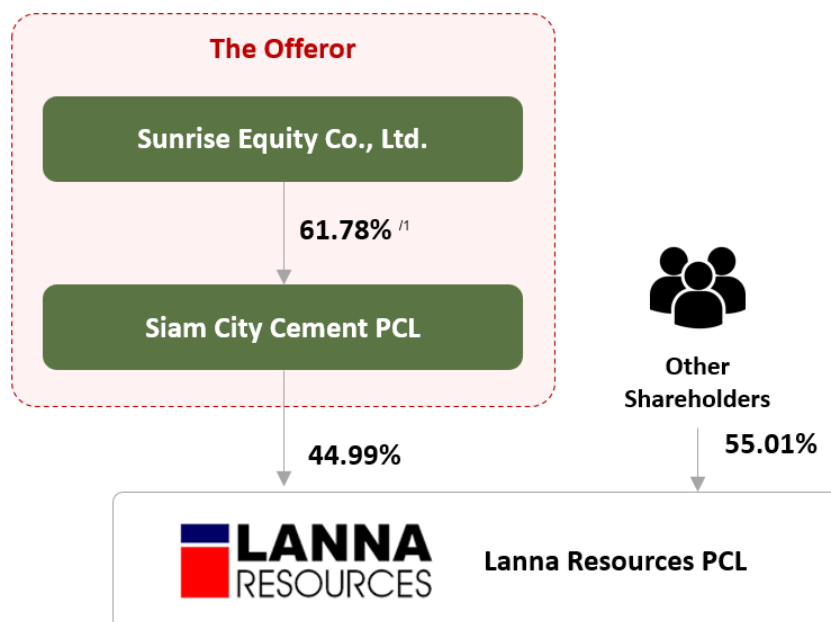 The Offeror
Sunrise Equity Co., Ltd.
61.78% /1
Siam City Cement PCL
Other
Shareholders
44.99%
55.01%
LANNA
RESOURCES
Lanna Resources PCL